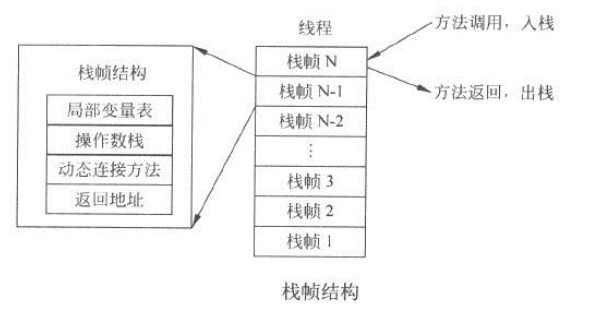 线程
方法调用，入栈
栈帧 N
方法返回，出栈
栈帧 N-1
栈帧 N-2
⋮
栈帧 3
栈帧 2
栈帧 1
栈帧结构
局部变量表
操作数栈
动态连接方法
返回地址
栈帧结构